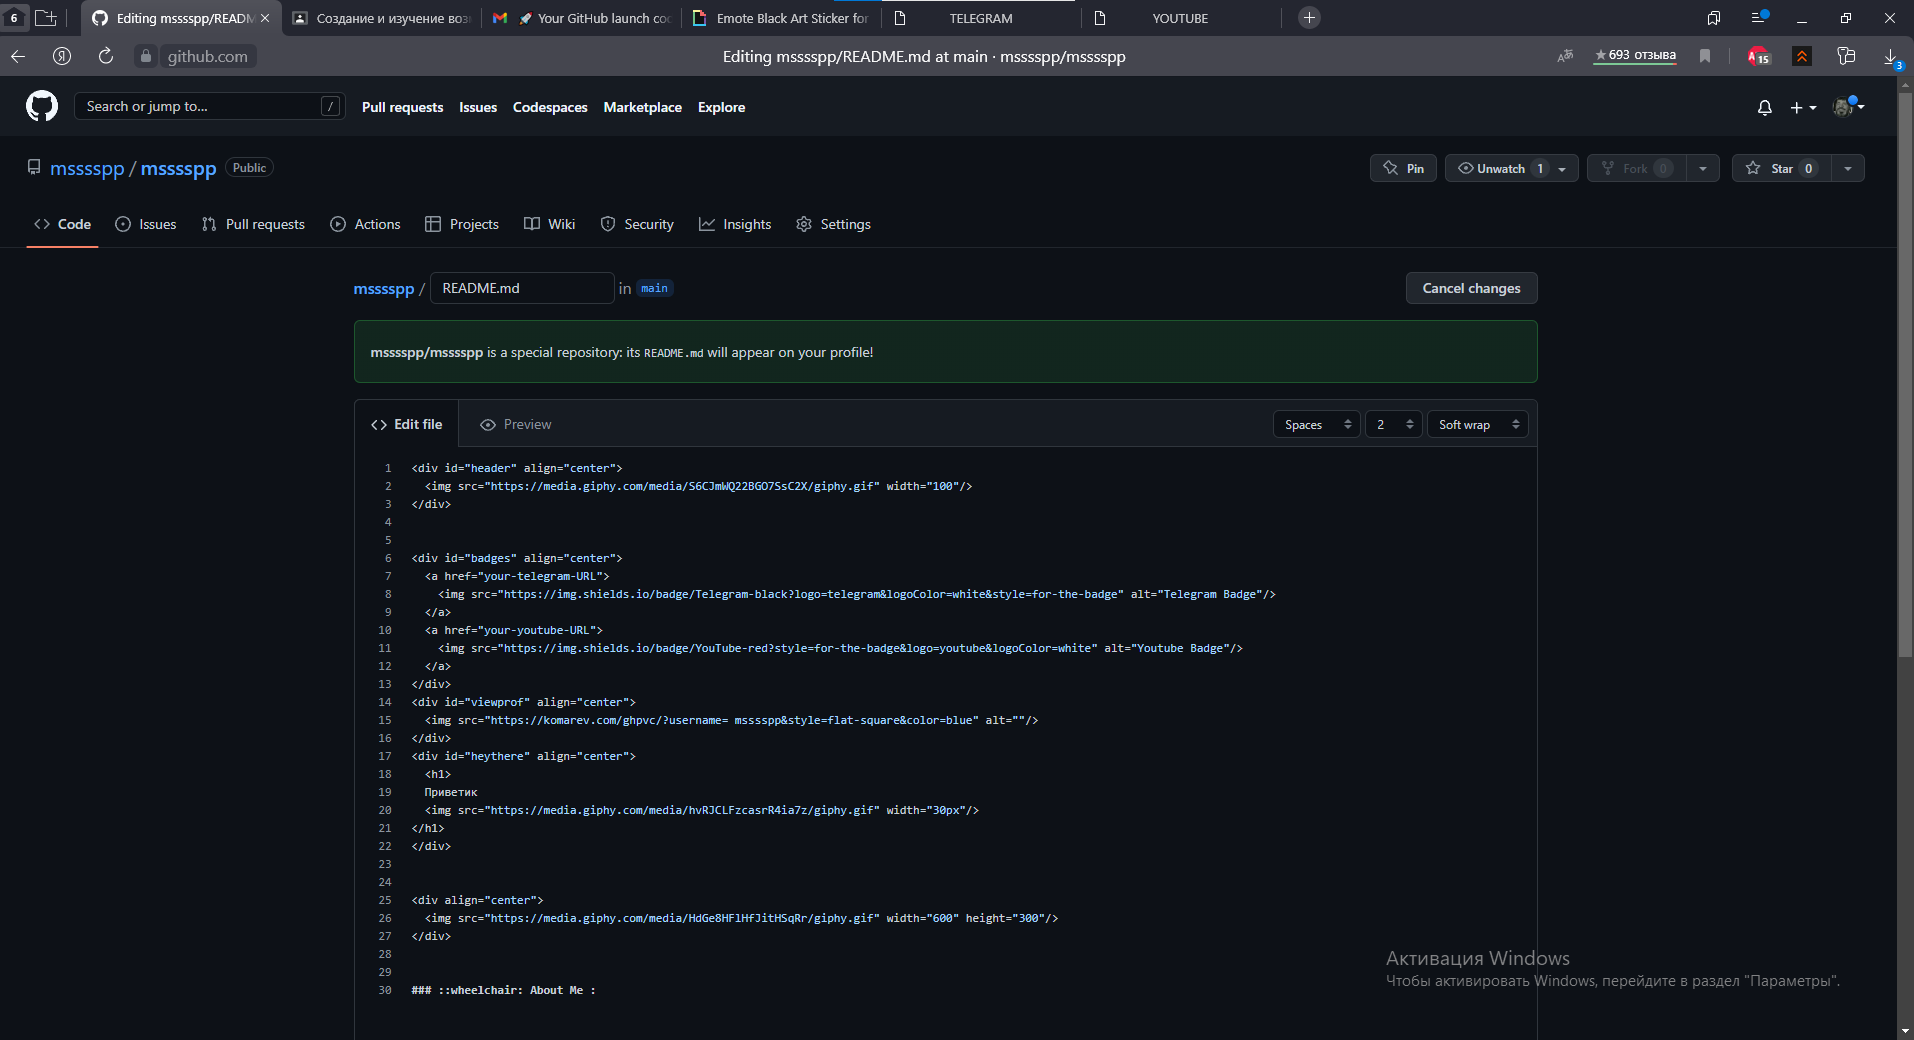 6
Editing msssspp/READM
Создание и изучение воз
🚀 Your GitHub launch co
Emote Black Art Sticker for
TELEGRAM
YOUTUBE
Я
github.com
Editing msssspp/README.md at main · msssspp/msssspp
★693 отзыва
15
3
Search or jump to...
/
Pull requests
Issues
Codespaces
Marketplace
Explore
msssspp / msssspp
Public
Pin
Unwatch 1
Fork 0
Star 0
Code
Issues
Pull requests
Actions
Projects
Wiki
Security
Insights
Settings
msssspp / README.md in main
Cancel changes
msssspp/msssspp is a special repository: its README.md will appear on your profile!
<> Edit file
Preview
Spaces
2
Soft wrap
1 <div id="header" align="center">
2 <img src="https://media.giphy.com/media/S6CJmWQ22BGO7SsC2X/giphy.gif" width="100"/>
3 </div>
4
5
6 <div id="badges" align="center">
7 <a href="your-telegram-URL">
8 <img src="https://img.shields.io/badge/Telegram-black?logo=telegram&logoColor=white&style=for-the-badge" alt="Telegram Badge"/>
9 </a>
10 <a href="your-youtube-URL">
11 <img src="https://img.shields.io/badge/YouTube-red?style=for-the-badge&logo=youtube&logoColor=white" alt="Youtube Badge"/>
12 </a>
13 </div>
14 <div id="viewprof" align="center">
15 <img src="https://komarev.com/ghpvc/?username= msssspp&style=flat-square&color=blue" alt=""/>
16 </div>
17 <div id="heythere" align="center">
18 <h1>
19 Приветик
20 <img src="https://media.giphy.com/media/hvRJCLFzcasrR4ia7z/giphy.gif" width="30px"/>
21 </h1>
22 </div>
23
24
25 <div align="center">
26 <img src="https://media.giphy.com/media/HdGe8HFlHfJitHSqRr/giphy.gif" width="600" height="300"/>
27 </div>
28
29
30 ### ::wheelchair: About Me :
Активация Windows
Чтобы активировать Windows, перейдите в раздел "Параметры".